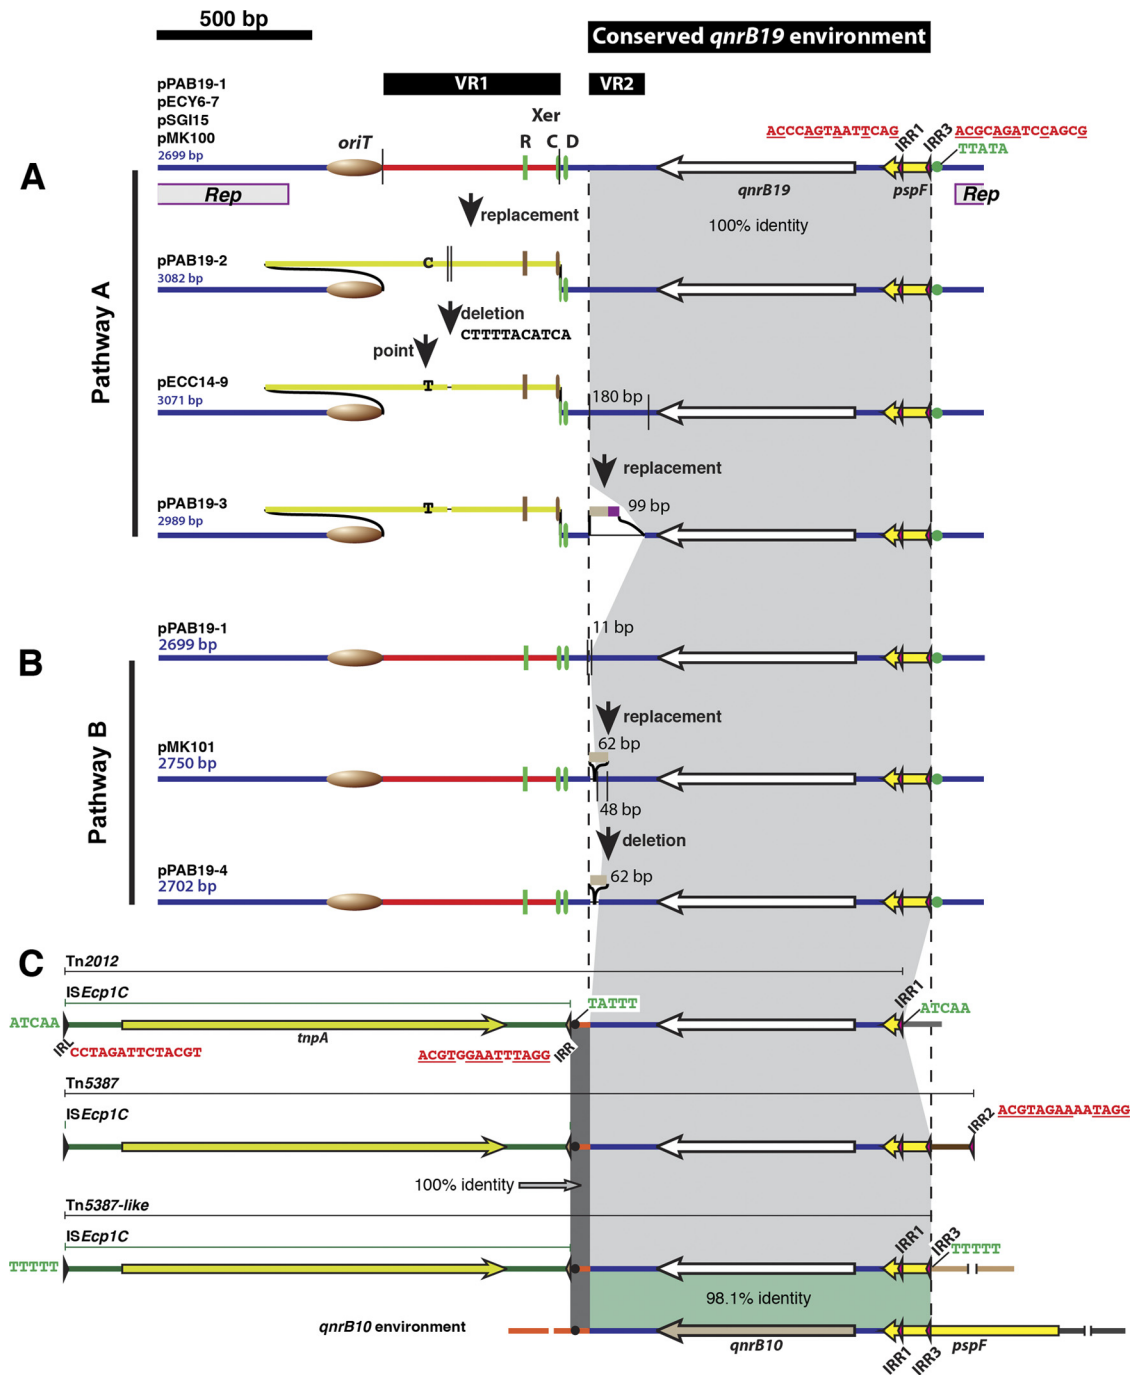 500 bp
Conserved qnrB19 environment
VR1
VR2
pPAB19-1
pECY6-7
pSGI15
pMK100
2699 bp
oriT
Xer
R C D
ACCCAGTAATTCAG
IRR1
IRR3
ACGCAGATCCAGCG
TTATA
A
Rep
qnrB19
pspF
Rep
replacement
100% identity
pPAB19-2
3082 bp
C
deletion
CTTTTACATCA
point
Pathway A
pECC14-9
3071 bp
T -
180 bp
replacement
pPAB19-3
2989 bp
T -
99 bp
pPAB19-1
2699 bp
11 bp
B
replacement
pMK101
2750 bp
62 bp
48 bp
Pathway B
deletion
pPAB19-4
2702 bp
62 bp
C
Tn2012
ISEcp1C
TATTT
IRR1
ATCAA
ATCAA
tnpA
IRL
CCTAGATTCTACGT
ACGTGGAATTTAGG
IRR
Tn5387
ISEcp1C
IRR2
ACGTAGAAAATAGG
100% identity
Tn5387-like
ISEcp1C
IRR1
IRR3
TTTTT
TTTTT
98.1% identity
qnrB10 environment
qnrB10
pspF
IRR1
IRR3